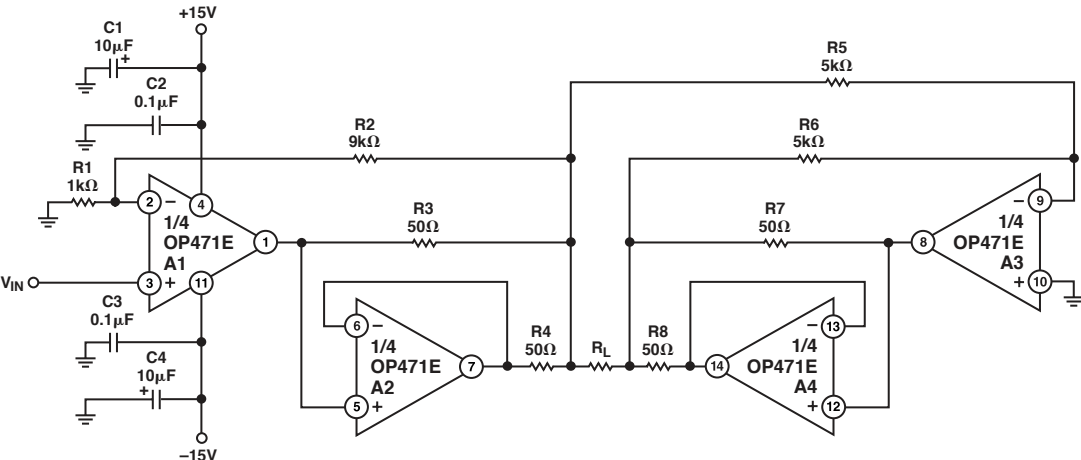 +15V
C1
10µF
+
C2
0.1µF
R5
5kΩ
R2
9kΩ
R6
5kΩ
R1
1kΩ
2
−
4
1/4
OP471E
A1
1
3
+
11
VIN
R3
50Ω
R7
50Ω
8
−
9
1/4
OP471E
A3
+
10
C3
0.1µF
C4
10µF
+
−15V
6
−
1/4
OP471E
A2
7
5
+
R4
50Ω
RL
R8
50Ω
14
−
13
1/4
OP471E
A4
+
12